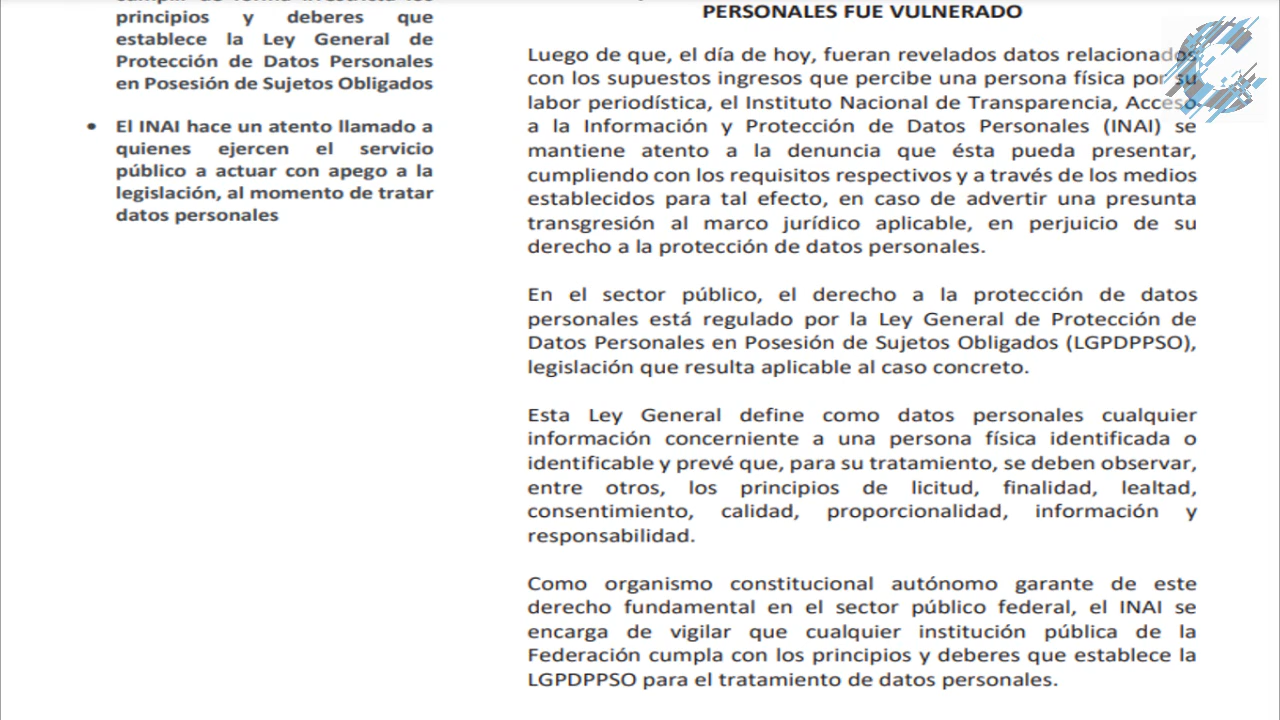 principios y deberes que
establece la Ley General de
Protección de Datos Personales
en Posesión de Sujetos Obligados
• El INAI hace un atento llamado a
quienes ejercen el servicio
público a actuar con apego a la
legislación, al momento de tratar
datos personales
PERSONALES FUE VULNERADO
Luego de que, el día de hoy, fueran revelados datos relacionados
con los supuestos ingresos que percibe una persona física por su
labor periodística, el Instituto Nacional de Transparencia, Acceso
a la Información y Protección de Datos Personales (INAI) se
mantiene atento a la denuncia que ésta pueda presentar,
cumpliendo con los requisitos respectivos y a través de los medios
establecidos para tal efecto, en caso de advertir una presunta
transgresión al marco jurídico aplicable, en perjuicio de su
derecho a la protección de datos personales.
En el sector público, el derecho a la protección de datos
personales está regulado por la Ley General de Protección de
Datos Personales en Posesión de Sujetos Obligados (LGPDPPSO),
legislación que resulta aplicable al caso concreto.
Esta Ley General define como datos personales cualquier
información concerniente a una persona física identificada o
identificable y prevé que, para su tratamiento, se deben observar,
entre otros, los principios de licitud, finalidad, lealtad,
consentimiento, calidad, proporcionalidad, información y
responsabilidad.
Como organismo constitucional autónomo garante de este
derecho fundamental en el sector público federal, el INAI se
encarga de vigilar que cualquier institución pública de la
Federación cumpla con los principios y deberes que establece la
LGPDPPSO para el tratamiento de datos personales.